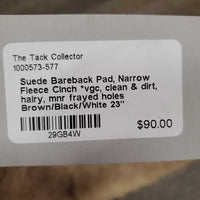 The Tack Collector
1000573-577
Suede Bareback Pad, Narrow
Fleece Cinch *vgc, clean & dirt,
hairy, mnr frayed holes
Brown/Black/White 23"
29GB4W
$90.00